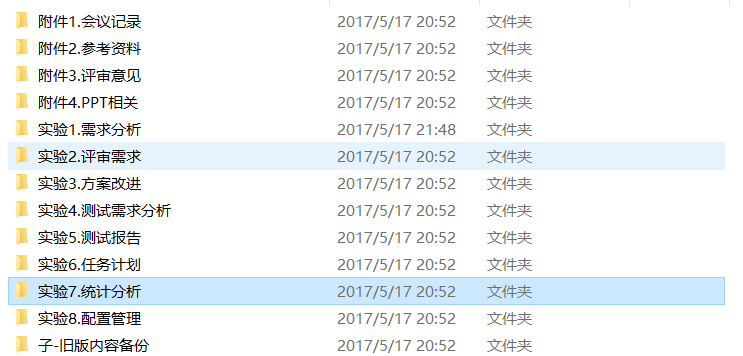 附件1.会议记录 2017/5/17 20:52 文件夹
附件2.参考资料 2017/5/17 20:52 文件夹
附件3.评审意见 2017/5/17 20:52 文件夹
附件4.PPT相关 2017/5/17 20:52 文件夹
实验1.需求分析 2017/5/17 21:48 文件夹
实验2.评审需求 2017/5/17 20:52 文件夹
实验3.方案改进 2017/5/17 20:52 文件夹
实验4.测试需求分析 2017/5/17 20:52 文件夹
实验5.测试报告 2017/5/17 20:52 文件夹
实验6.任务计划 2017/5/17 20:52 文件夹
实验7.统计分析 2017/5/17 20:52 文件夹
实验8.配置管理 2017/5/17 20:52 文件夹
子-旧版内容备份 2017/5/17 20:52 文件夹